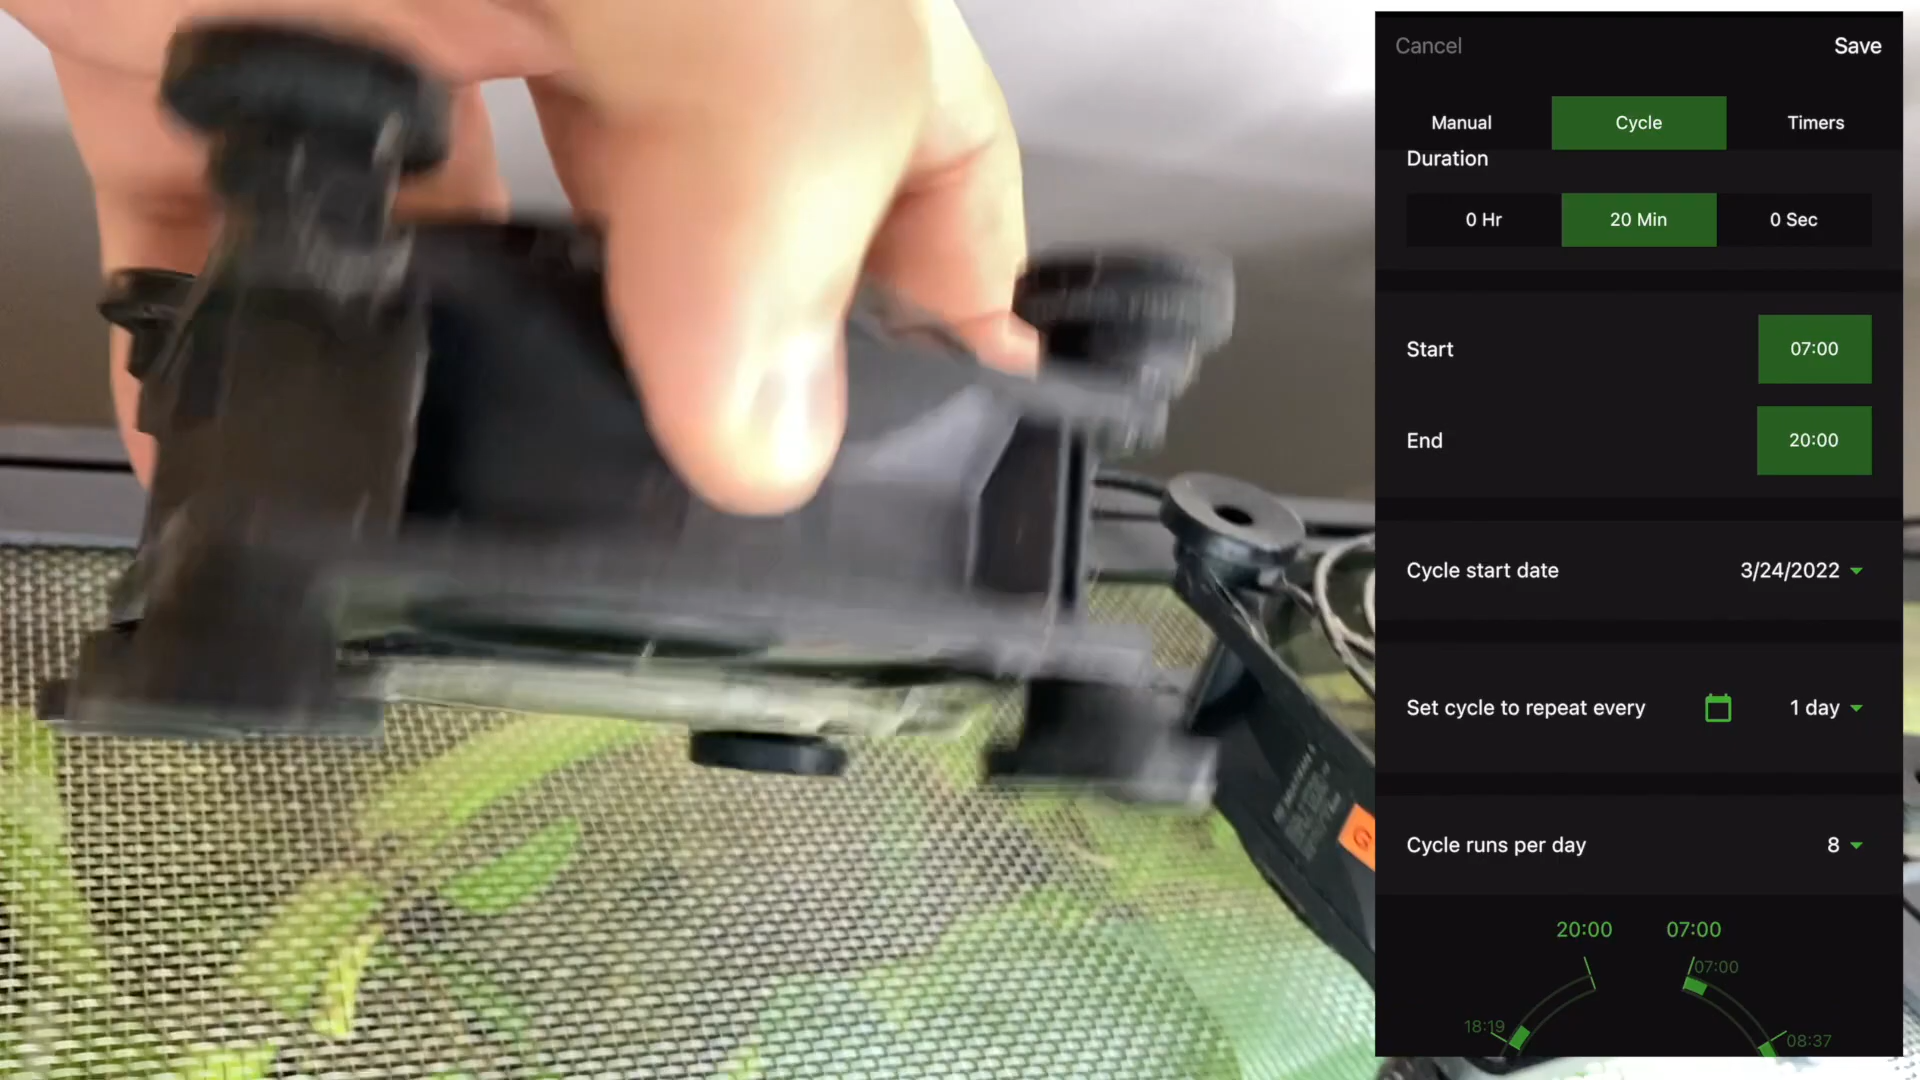 Cancel Save
Manual Cycle Timers
Duration
0 Hr 20 Min 0 Sec
Start 07:00
End 20:00
Cycle start date 3/24/2022
Set cycle to repeat every 1 day
Cycle runs per day 8
20:00 07:00
07:00
18:19 08:37